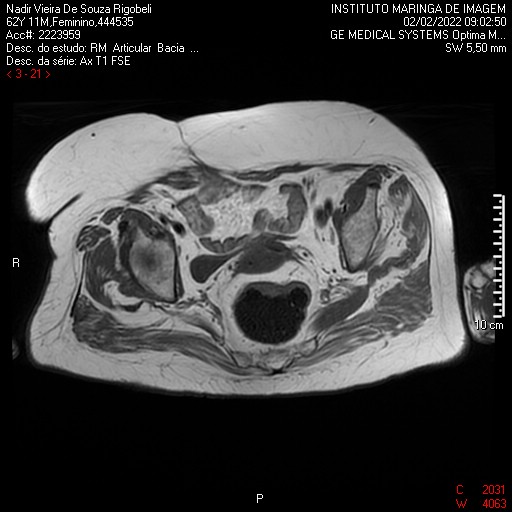 Nadir Vieira De Souza Rigobeli
62Y 11M,Feminino,444535
Acc#: 2223959
Desc. do estudo: RM Articular Bacia ...
Desc. da série: Ax T1 FSE
< 3 - 21 >
INSTITUTO MARINGA DE IMAGEM
02/02/2022 09:02:50
GE MEDICAL SYSTEMS Optima M...
SW 5,50 mm
R
10 cm
P
C 2031
W 4063